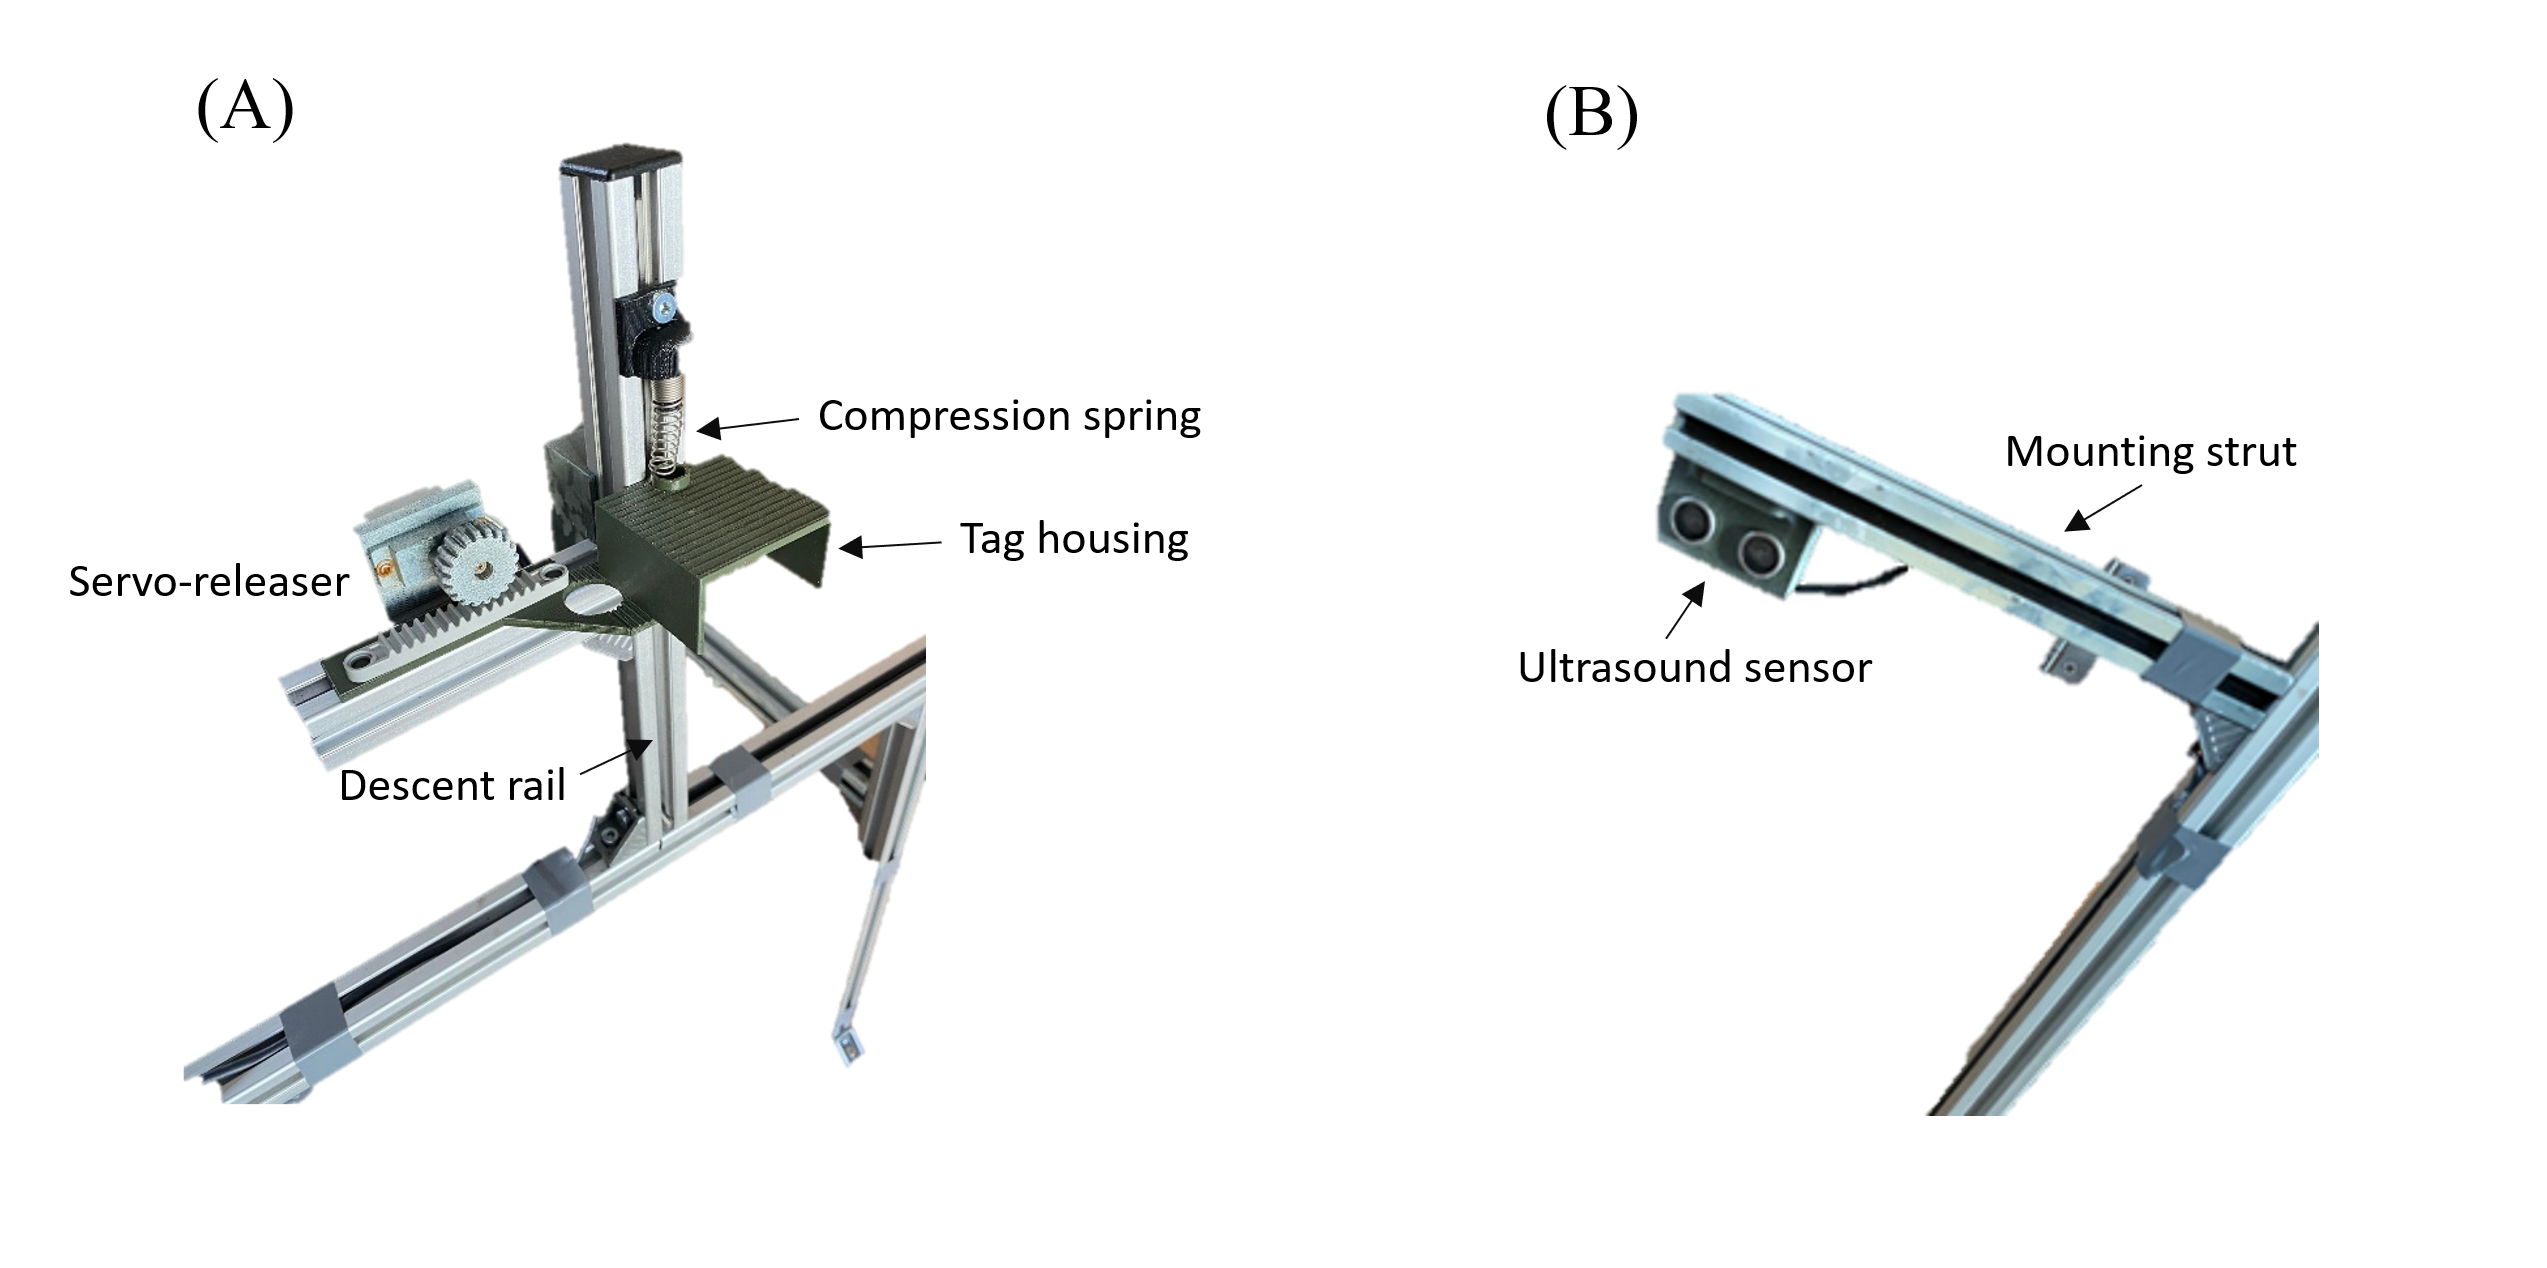 (A)
(B)
Compression spring
Mounting strut
Tag housing
Servo-releaser
Ultrasound sensor
Descent rail